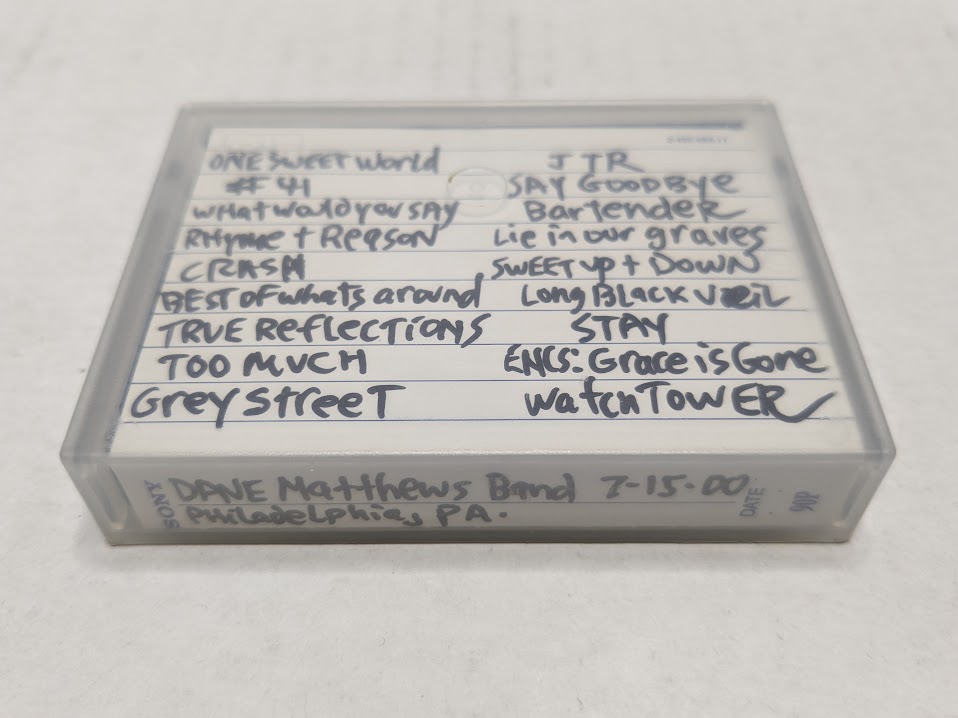 ONE SWEET World
# 41
WHAt Would you SAY
RHyme + Reason
CRASH
BEST OF whats around
TRUE ReFLECTiONS
TOO MUCH
Grey StreeT
JTR
SAY GOODBYe
BarTendeR
Lie in our graves
SWEET UP + DOWN
Long BLACK VeiL
STAY
ENCS: Grace is Gone
WatchTOWER
DAVE Matthews Band 7-15-00
PHiLadeLPHia, PA.
SONY
DATE